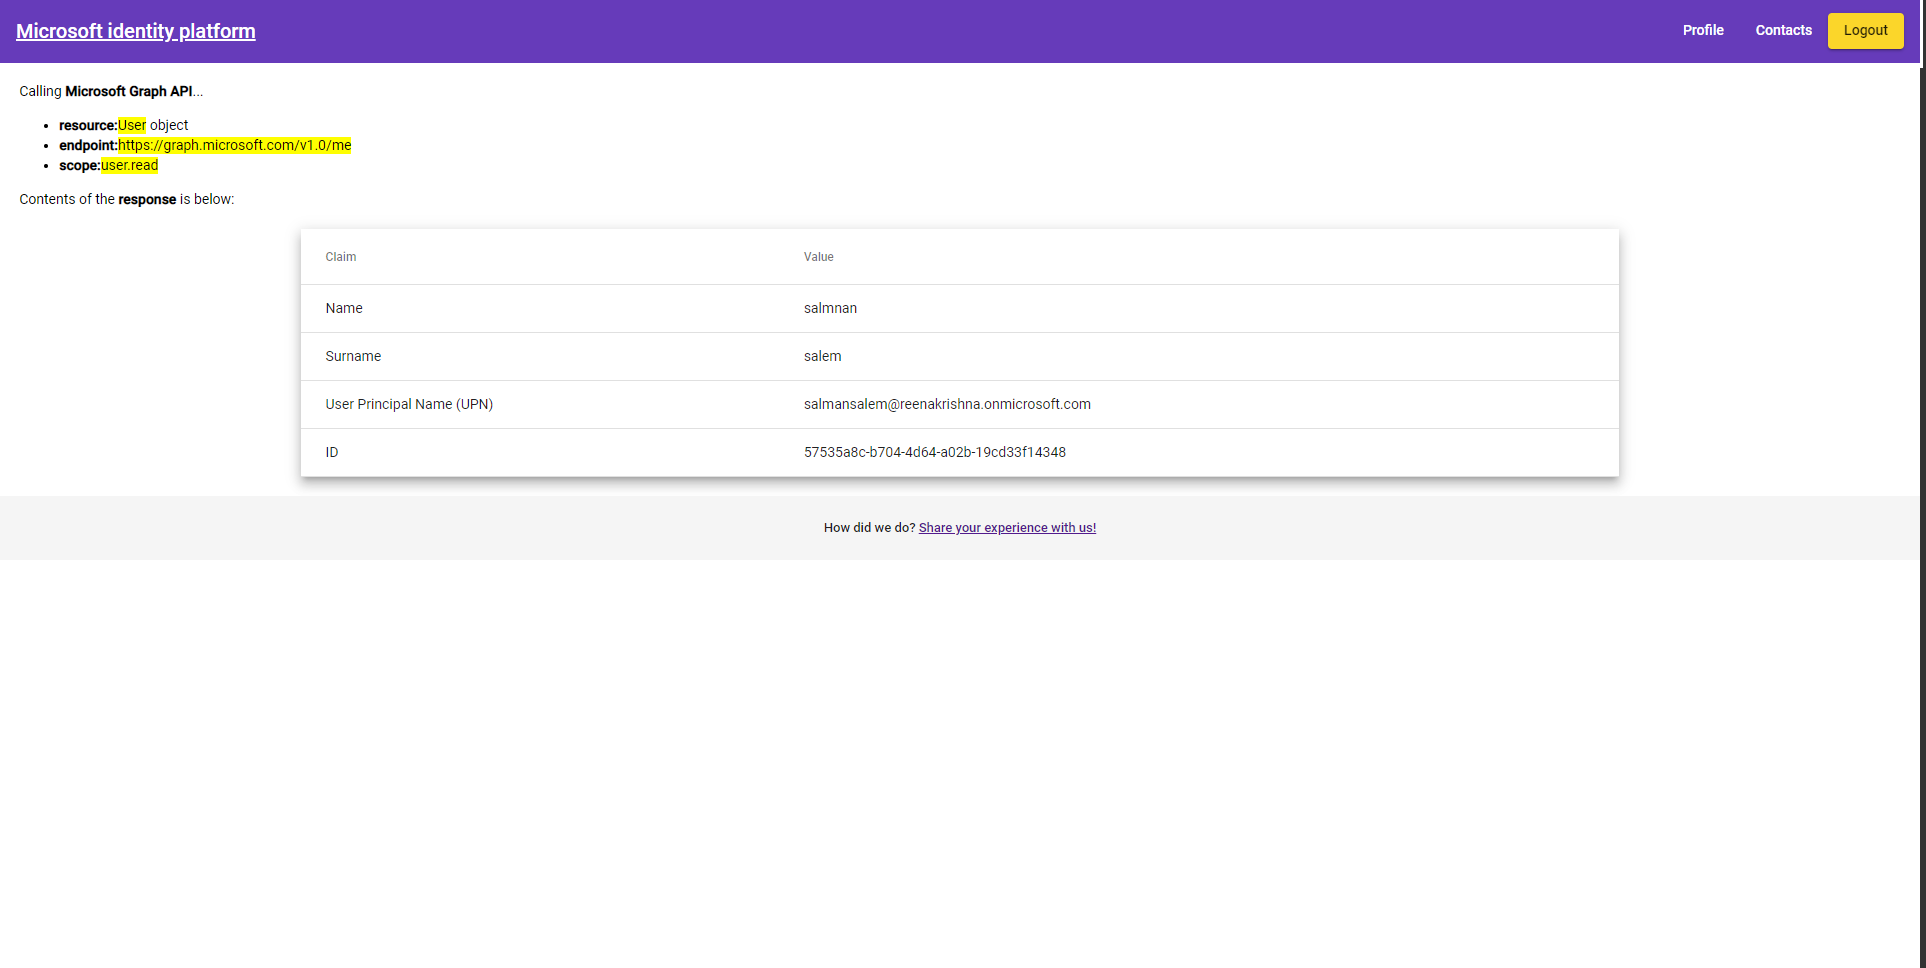 Microsoft identity platform
Profile Contacts Logout
Calling Microsoft Graph API...
• resource:User object
• endpoint:https://graph.microsoft.com/v1.0/me
• scope:user.read
Contents of the response is below:
Claim Value
Name salmnan
Surname salem
User Principal Name (UPN) salmansalem@reenakrishna.onmicrosoft.com
ID 57535a8c-b704-4d64-a02b-19cd33f14348
How did we do? Share your experience with us!